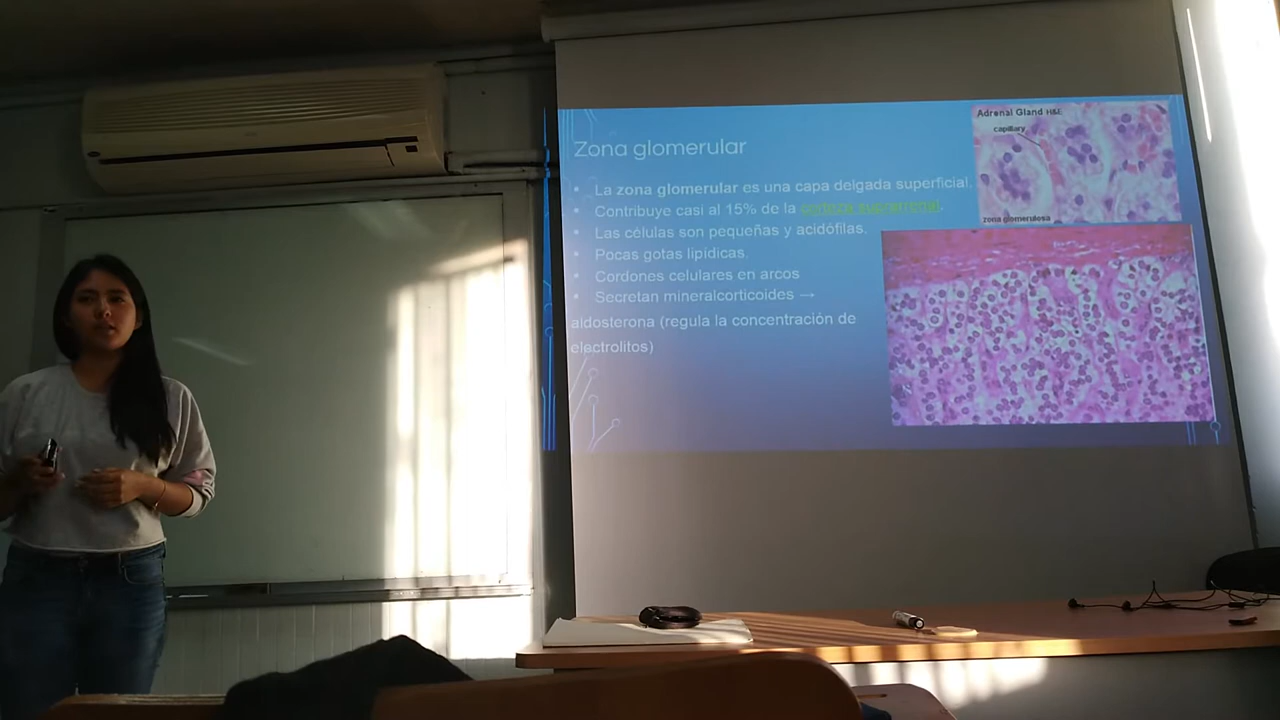 Zona glomerular
• La zona glomerular es una capa delgada superficial.
• Contribuye casi al 15% de la corteza suprarrenal.
• Las células son pequeñas y acidófilas.
• Pocas gotas lipídicas.
• Cordones celulares en arcos
• Secretan mineralcorticoides →
aldosterona (regula la concentración de
electrolitos)
Adrenal Gland H&E
capillary
zona glomerulosa